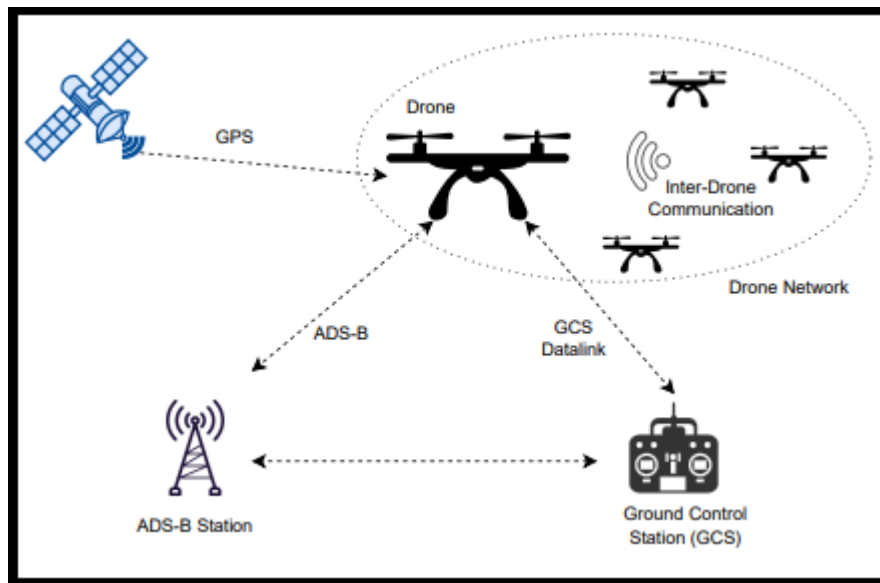 Drone
GPS
Inter-Drone
Communication
Drone Network
ADS-B
GCS
Datalink
ADS-B Station
Ground Control
Station (GCS)